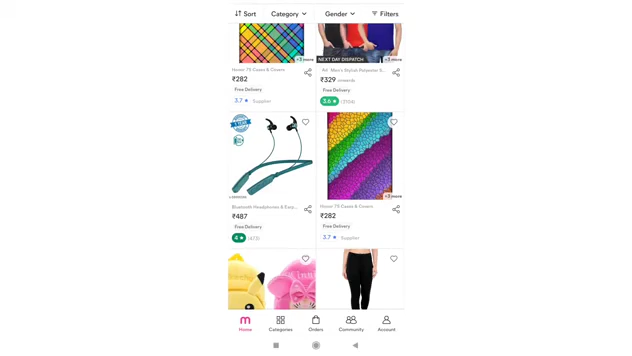 Sort
Category
Gender
Filters
+3 more
Honor 7S Cases & Covers
₹282
Free Delivery
3.7 ★ Supplier
NEXT DAY DISPATCH
+3 more
Ad Men's Stylish Polyester S...
₹329 onwards
Free Delivery
3.6 ★
Bluetooth Headphones & Earp...
₹487
Free Delivery
4 ★ (473)
+3 more
Honor 7S Cases & Covers
₹282
Free Delivery
3.7 ★ Supplier
Home
Categories
Orders
Community
Account